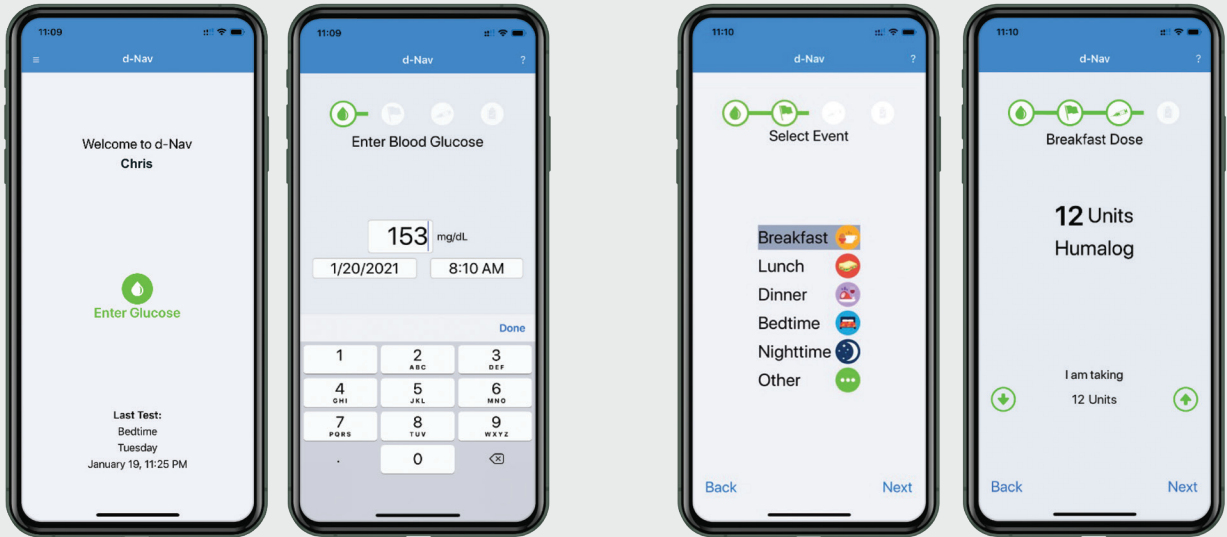 11:09
d-Nav
Welcome to d-Nav
Chris
Enter Glucose
Last Test:
Bedtime
Tuesday
January 19, 11:25 PM
11:09
d-Nav ?
Enter Blood Glucose
153 mg/dL
1/20/2021 8:10 AM
Done
1 2 3
ABC DEF
4 5 6
GHI JKL MNO
7 8 9
PQRS TUV WXYZ
. 0
11:10
d-Nav ?
Select Event
Breakfast
Lunch
Dinner
Bedtime
Nighttime
Other
Back Next
11:10
d-Nav ?
Breakfast Dose
12 Units
Humalog
I am taking
12 Units
Back Next